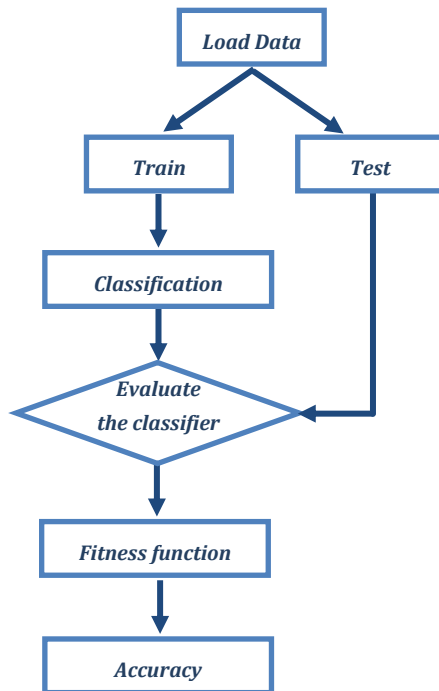 Load Data
Train
Test
Classification
Evaluate
the classifier
Fitness function
Accuracy